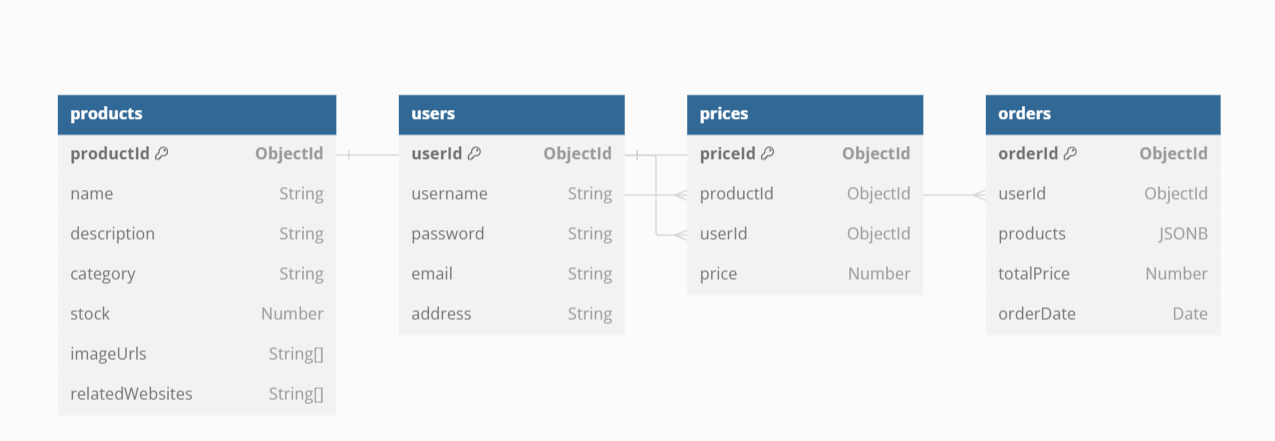 products
productId ObjectId
name String
description String
category String
stock Number
imageUrls String[]
relatedWebsites String[]
users
userId ObjectId
username String
password String
email String
address String
prices
priceId ObjectId
productId ObjectId
userId ObjectId
price Number
orders
orderId ObjectId
userId ObjectId
products JSONB
totalPrice Number
orderDate Date